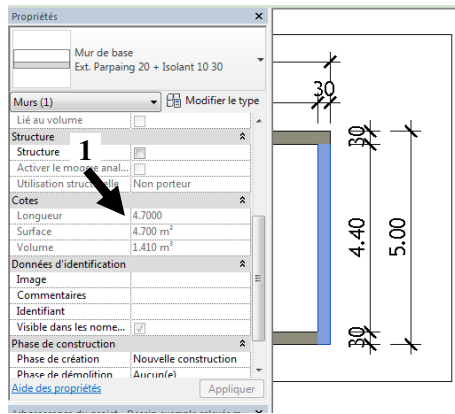 Propriétés
Mur de base
Ext. Parpaing 20 + Isolant 10 30
Murs (1)
Modifier le type
Lié au volume
Structure
Structure
Activer le modèle anal...
Utilisation structurelle Non porteur
Cotes
Longueur 4.7000
Surface 4.700 m²
Volume 1.410 m³
Données d'identification
Image
Commentaires
Identifiant
Visible dans les nome...
Phase de construction
Phase de création Nouvelle construction
Phase de démolition Aucun(e)
Aide des propriétés
Appliquer
1
30
30
4.40
5.00
30